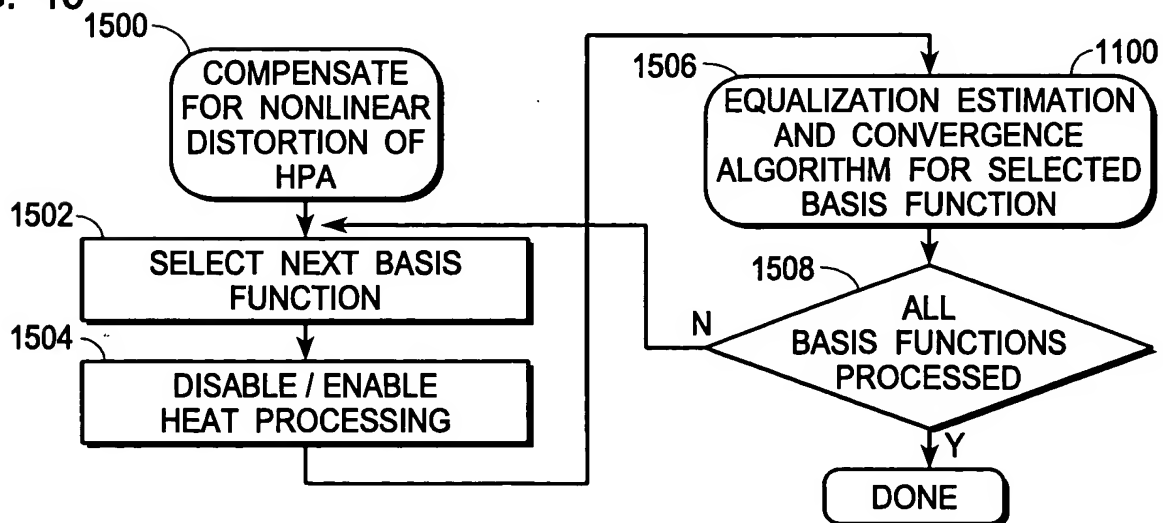 1500
COMPENSATE
FOR NONLINEAR
DISTORTION OF
HPA
1502
SELECT NEXT BASIS
FUNCTION
1504
DISABLE / ENABLE
HEAT PROCESSING
1506
1100
EQUALIZATION ESTIMATION
AND CONVERGENCE
ALGORITHM FOR SELECTED
BASIS FUNCTION
1508
ALL
BASIS FUNCTIONS
PROCESSED
N
Y
DONE